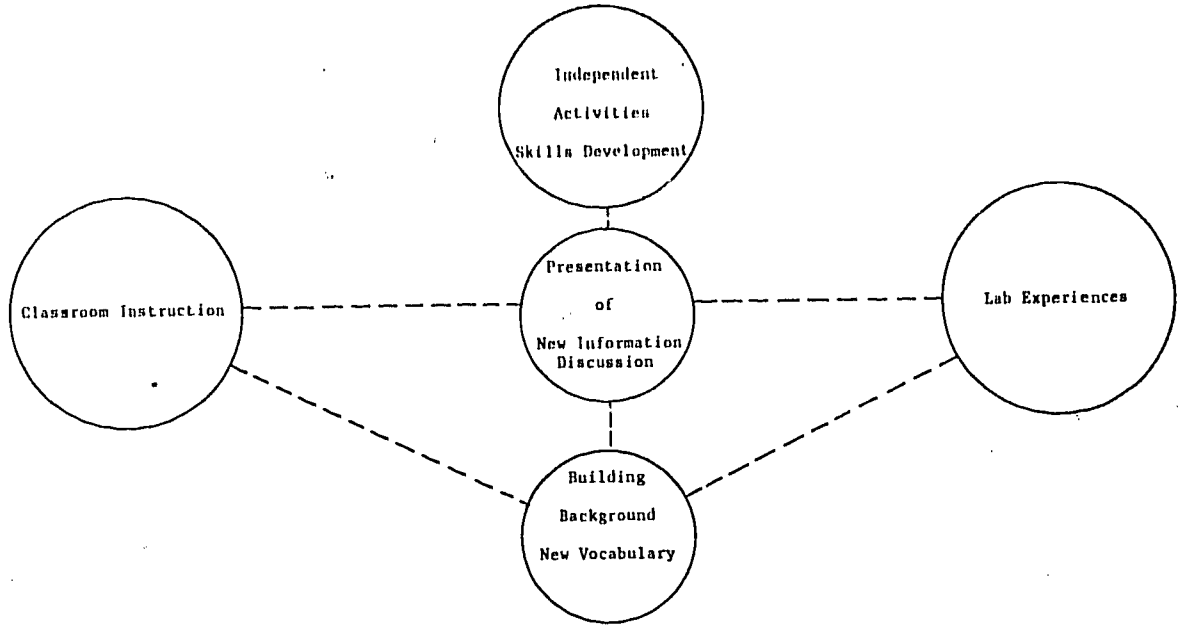 Independent
Activities
Skills Development
Presentation
of
New Information
Discussion
Classroom Instruction
Lab Experiences
Building
Background
New Vocabulary